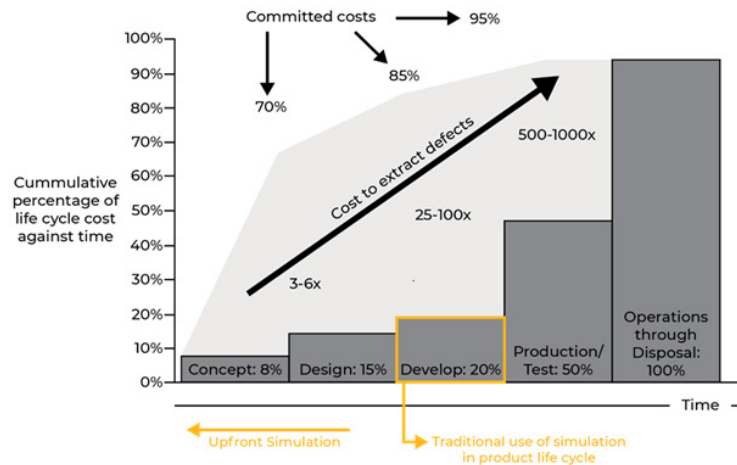 Committed costs
95%
85%
70%
100%
90%
80%
70%
60%
50%
40%
30%
20%
10%
0%
Cummulative
percentage of
life cycle cost
against time
Cost to extract defects
500-1000x
25-100x
3-6x
Concept: 8%
Design: 15%
Develop: 20%
Production/
Test: 50%
Operations
through
Disposal:
100%
Time
Upfront Simulation
Traditional use of simulation
in product life cycle